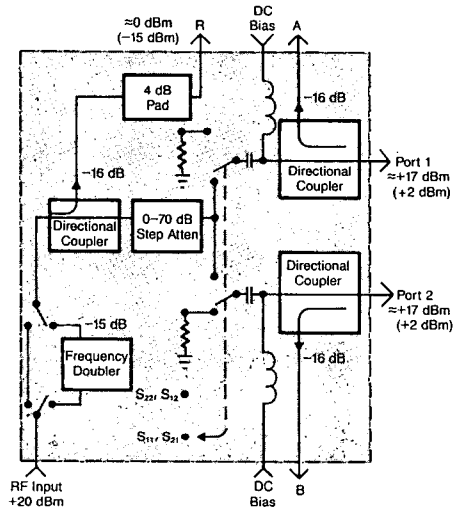 ≈0 dBm
(−15 dBm)
R
DC
Bias
A
4 dB
Pad
−16 dB
−16 dB
Directional
Coupler
Port 1
≈+17 dBm
(+2 dBm)
Directional
Coupler
0–70 dB
Step Atten
Directional
Coupler
Port 2
≈+17 dBm
(+2 dBm)
−15 dB
Frequency
Doubler
−16 dB
S22, S12
S11, S21
RF Input
+20 dBm
DC
Bias
B